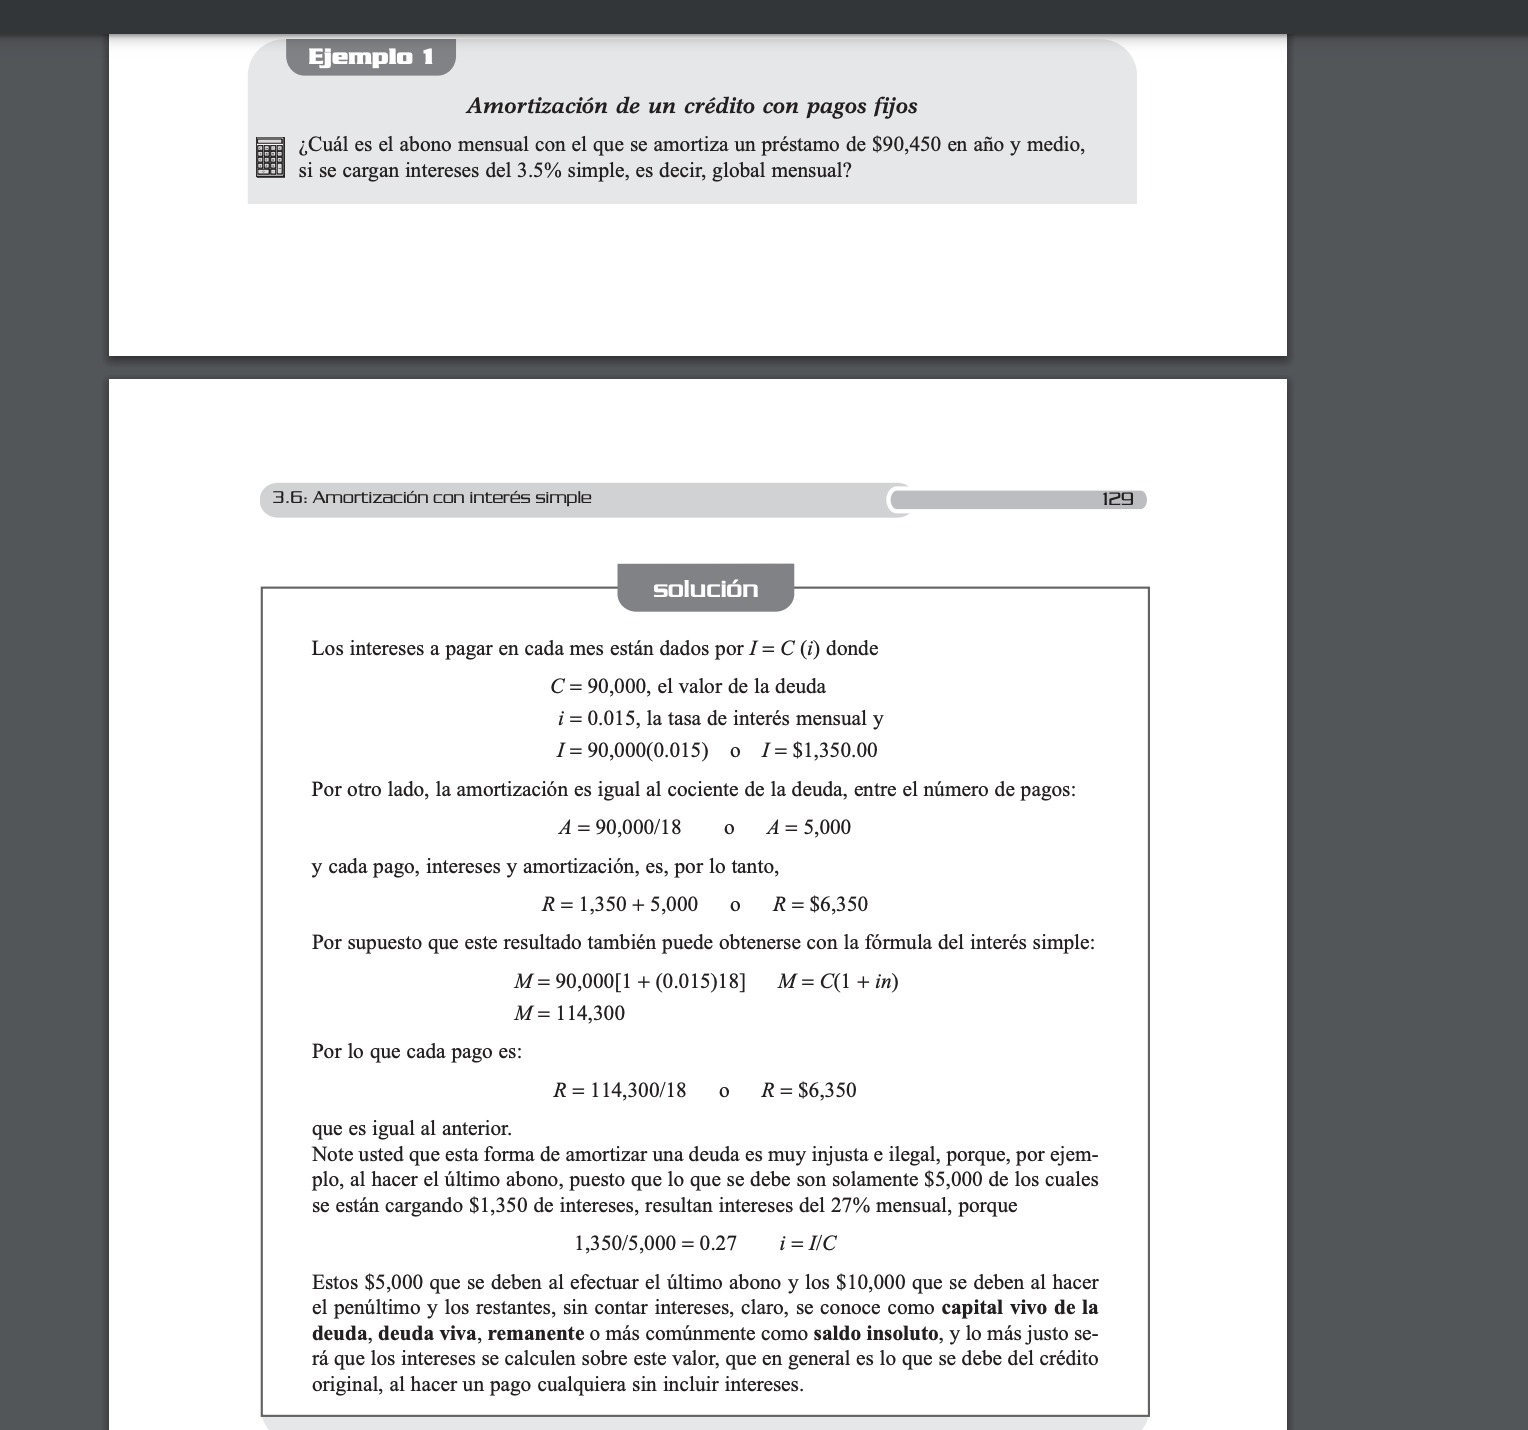 Ejemplo 1
Amortización de un crédito con pagos fijos
¿Cuál es el abono mensual con el que se amortiza un préstamo de $90,450 en año y medio,
si se cargan intereses del 3.5% simple, es decir, global mensual?
3.6: Amortización con interés simple 129
solución
Los intereses a pagar en cada mes están dados por I = C (i) donde
C = 90,000, el valor de la deuda
i = 0.015, la tasa de interés mensual y
I = 90,000(0.015) o I = $1,350.00
Por otro lado, la amortización es igual al cociente de la deuda, entre el número de pagos:
A = 90,000/18 o A = 5,000
y cada pago, intereses y amortización, es, por lo tanto,
R = 1,350 + 5,000 o R = $6,350
Por supuesto que este resultado también puede obtenerse con la fórmula del interés simple:
M = 90,000[1 + (0.015)18] M = C(1 + in)
M = 114,300
Por lo que cada pago es:
R = 114,300/18 o R = $6,350
que es igual al anterior.
Note usted que esta forma de amortizar una deuda es muy injusta e ilegal, porque, por ejem-
plo, al hacer el último abono, puesto que lo que se debe son solamente $5,000 de los cuales
se están cargando $1,350 de intereses, resultan intereses del 27% mensual, porque
1,350/5,000 = 0.27 i = I/C
Estos $5,000 que se deben al efectuar el último abono y los $10,000 que se deben al hacer
el penúltimo y los restantes, sin contar intereses, claro, se conoce como capital vivo de la
deuda, deuda viva, remanente o más comúnmente como saldo insoluto, y lo más justo se-
rá que los intereses se calculen sobre este valor, que en general es lo que se debe del crédito
original, al hacer un pago cualquiera sin incluir intereses.